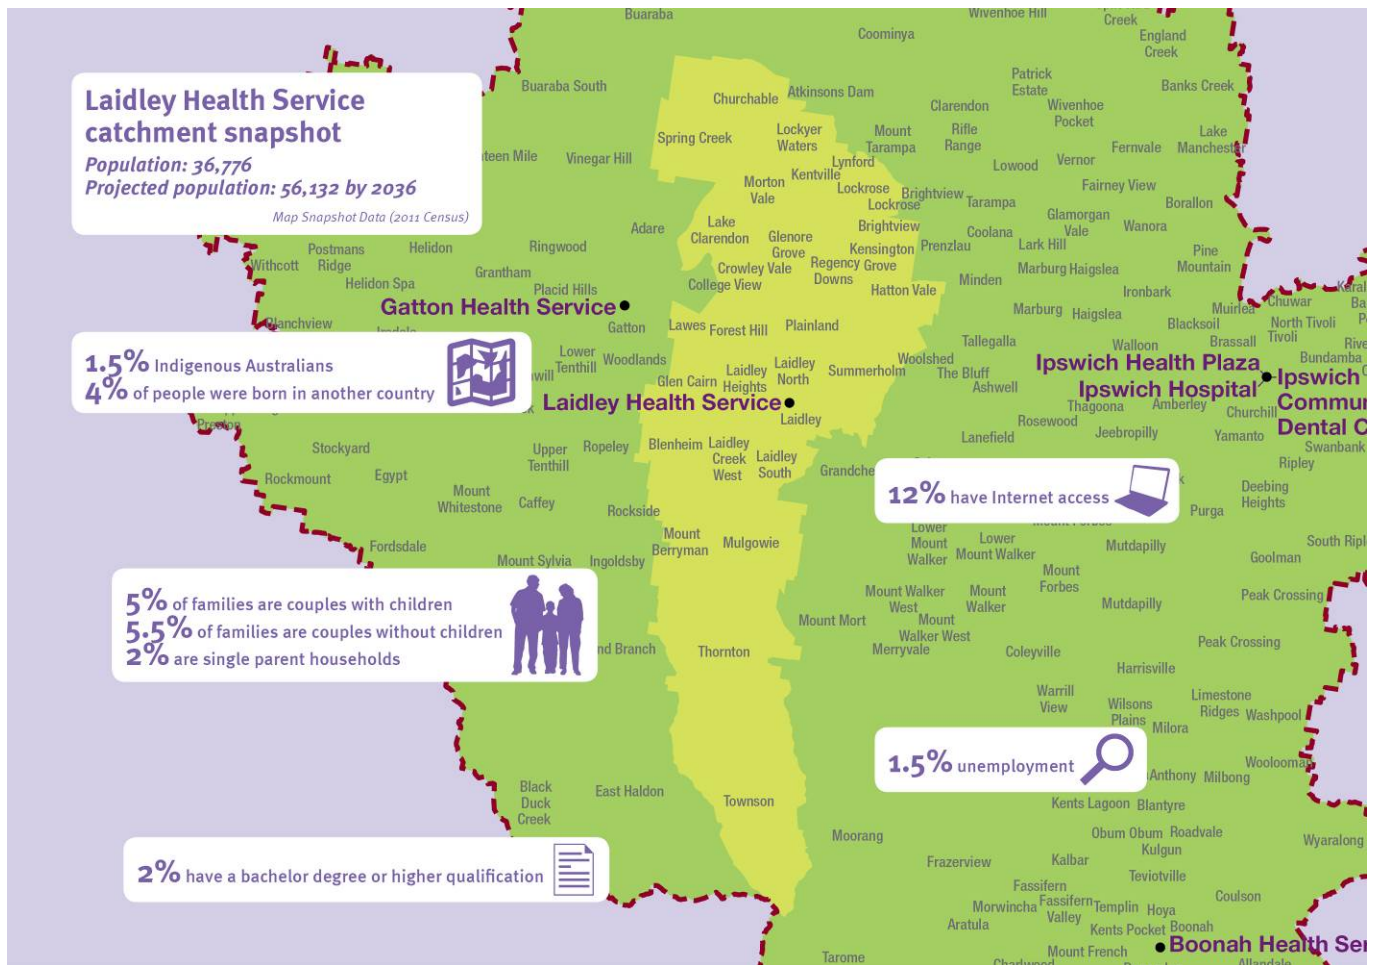 Buaraba
Wivenhoe Hill
Creek
Coominya
England
Creek
Laidley Health Service
catchment snapshot
Population: 36,776
Projected population: 56,132 by 2036
Map Snapshot Data (2011 Census)
Buaraba South
Churchable
Atkinsons Dam
Patrick
Estate
Banks Creek
Clarendon
Wivenhoe
Pocket
Spring Creek
Lockyer
Waters
Mount
Tarampa
Rifle
Range
Lake
Manchester
Fernvale
teen Mile
Vinegar Hill
Lynford
Kentville
Lowood
Vernor
Morton
Vale
Lockrose
Lockrose
Brightview
Tarampa
Fairney View
Borallon
Adare
Lake
Clarendon
Glenore
Grove
Brightview
Coolana
Glamorgan
Vale
Wanora
Postmans
Ridge
Helidon
Ringwood
Kensington
Grove
Prenzlau
Lark Hill
Pine
Mountain
Withcott
Grantham
Crowley Vale
Regency
Downs
Marburg
Haigslea
Helidon Spa
Placid Hills
College View
Hatton Vale
Minden
Ironbark
Gatton Health Service
Marburg
Haigslea
Muirlea
Chuwar
Blanchview
Gatton
Lawes
Forest Hill
Plainland
Blacksoil
North Tivoli
Tivoli
Tallegalla
Walloon
Brassall
Bundamba
1.5% Indigenous Australians
4% of people were born in another country
Lower
Tenthill
Woodlands
Laidley
Heights
Laidley
North
Summerholm
Woolshed
The Bluff
Ashwell
Ipswich Health Plaza
Ipswich Hospital
Ipswich
Dental C
Glen Cairn
Laidley Health Service
Laidley
Thagoona
Amberley
Churchill
Preston
Rosewood
Jeebropilly
Yamanto
Swanbank
Stockyard
Upper
Tenthill
Ropeley
Blenheim
Laidley
Creek
West
Laidley
South
Lanefield
Ripley
Rockmount
Egypt
Grandche
12% have Internet access
Deebing
Heights
Mount
Whitestone
Caffey
Rockside
Purga
Fordsdale
Mount
Berryman
Mulgowie
Lower
Mount
Walker
Lower
Mount Walker
Mutdapilly
South Ripl
Goolman
Mount Sylvia
Ingoldsby
Mount
Forbes
5% of families are couples with children
5.5% of families are couples without children
2% are single parent households
Mount Walker
West
Mount
Walker
Mutdapilly
Peak Crossing
Mount Mort
Mount
Walker West
Merryvale
nd Branch
Thornton
Coleyville
Peak Crossing
Harrisville
Warrill
View
Wilsons
Plains
Limestone
Ridges
Washpool
Milora
1.5% unemployment
Woolooman
Anthony
Milbong
Black
Duck
Creek
East Haldon
Townson
Kents Lagoon
Blantyre
Moorang
Obum Obum
Roadvale
Kulgun
Wyaralong
2% have a bachelor degree or higher qualification
Frazerview
Kalbar
Teviotville
Fassifern
Coulson
Morwincha
Fassifern
Valley
Templin
Hoya
Aratula
Kents Pocket
Boonah
Mount French
Boonah Health Ser
Tarome